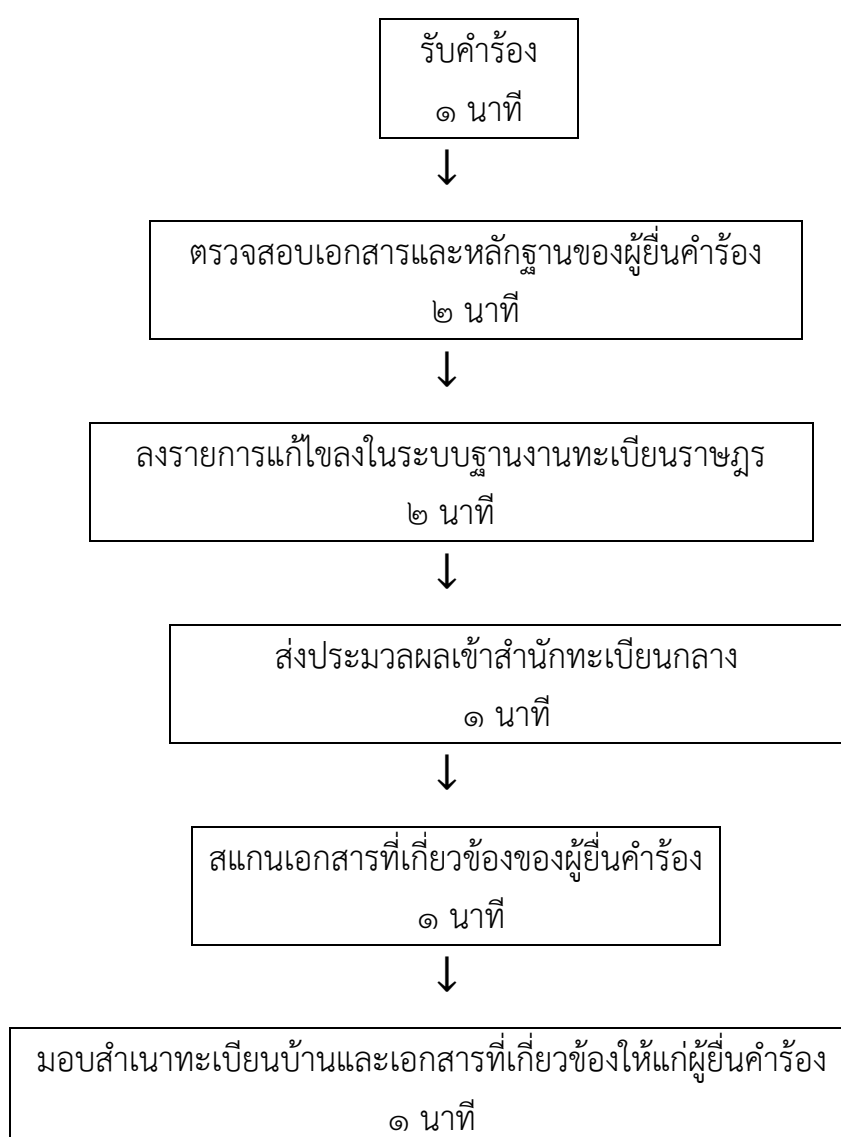 รับคำร้อง
๑ นาที
↓
ตรวจสอบเอกสารและหลักฐานของผู้ยื่นคำร้อง
๒ นาที
↓
ลงรายการแก้ไขลงในระบบฐานงานทะเบียนราษฎร
๒ นาที
↓
ส่งประมวลผลเข้าสำนักทะเบียนกลาง
๑ นาที
↓
สแกนเอกสารที่เกี่ยวข้องของผู้ยื่นคำร้อง
๑ นาที
↓
มอบสำเนาทะเบียนบ้านและเอกสารที่เกี่ยวข้องให้แก่ผู้ยื่นคำร้อง
๑ นาที